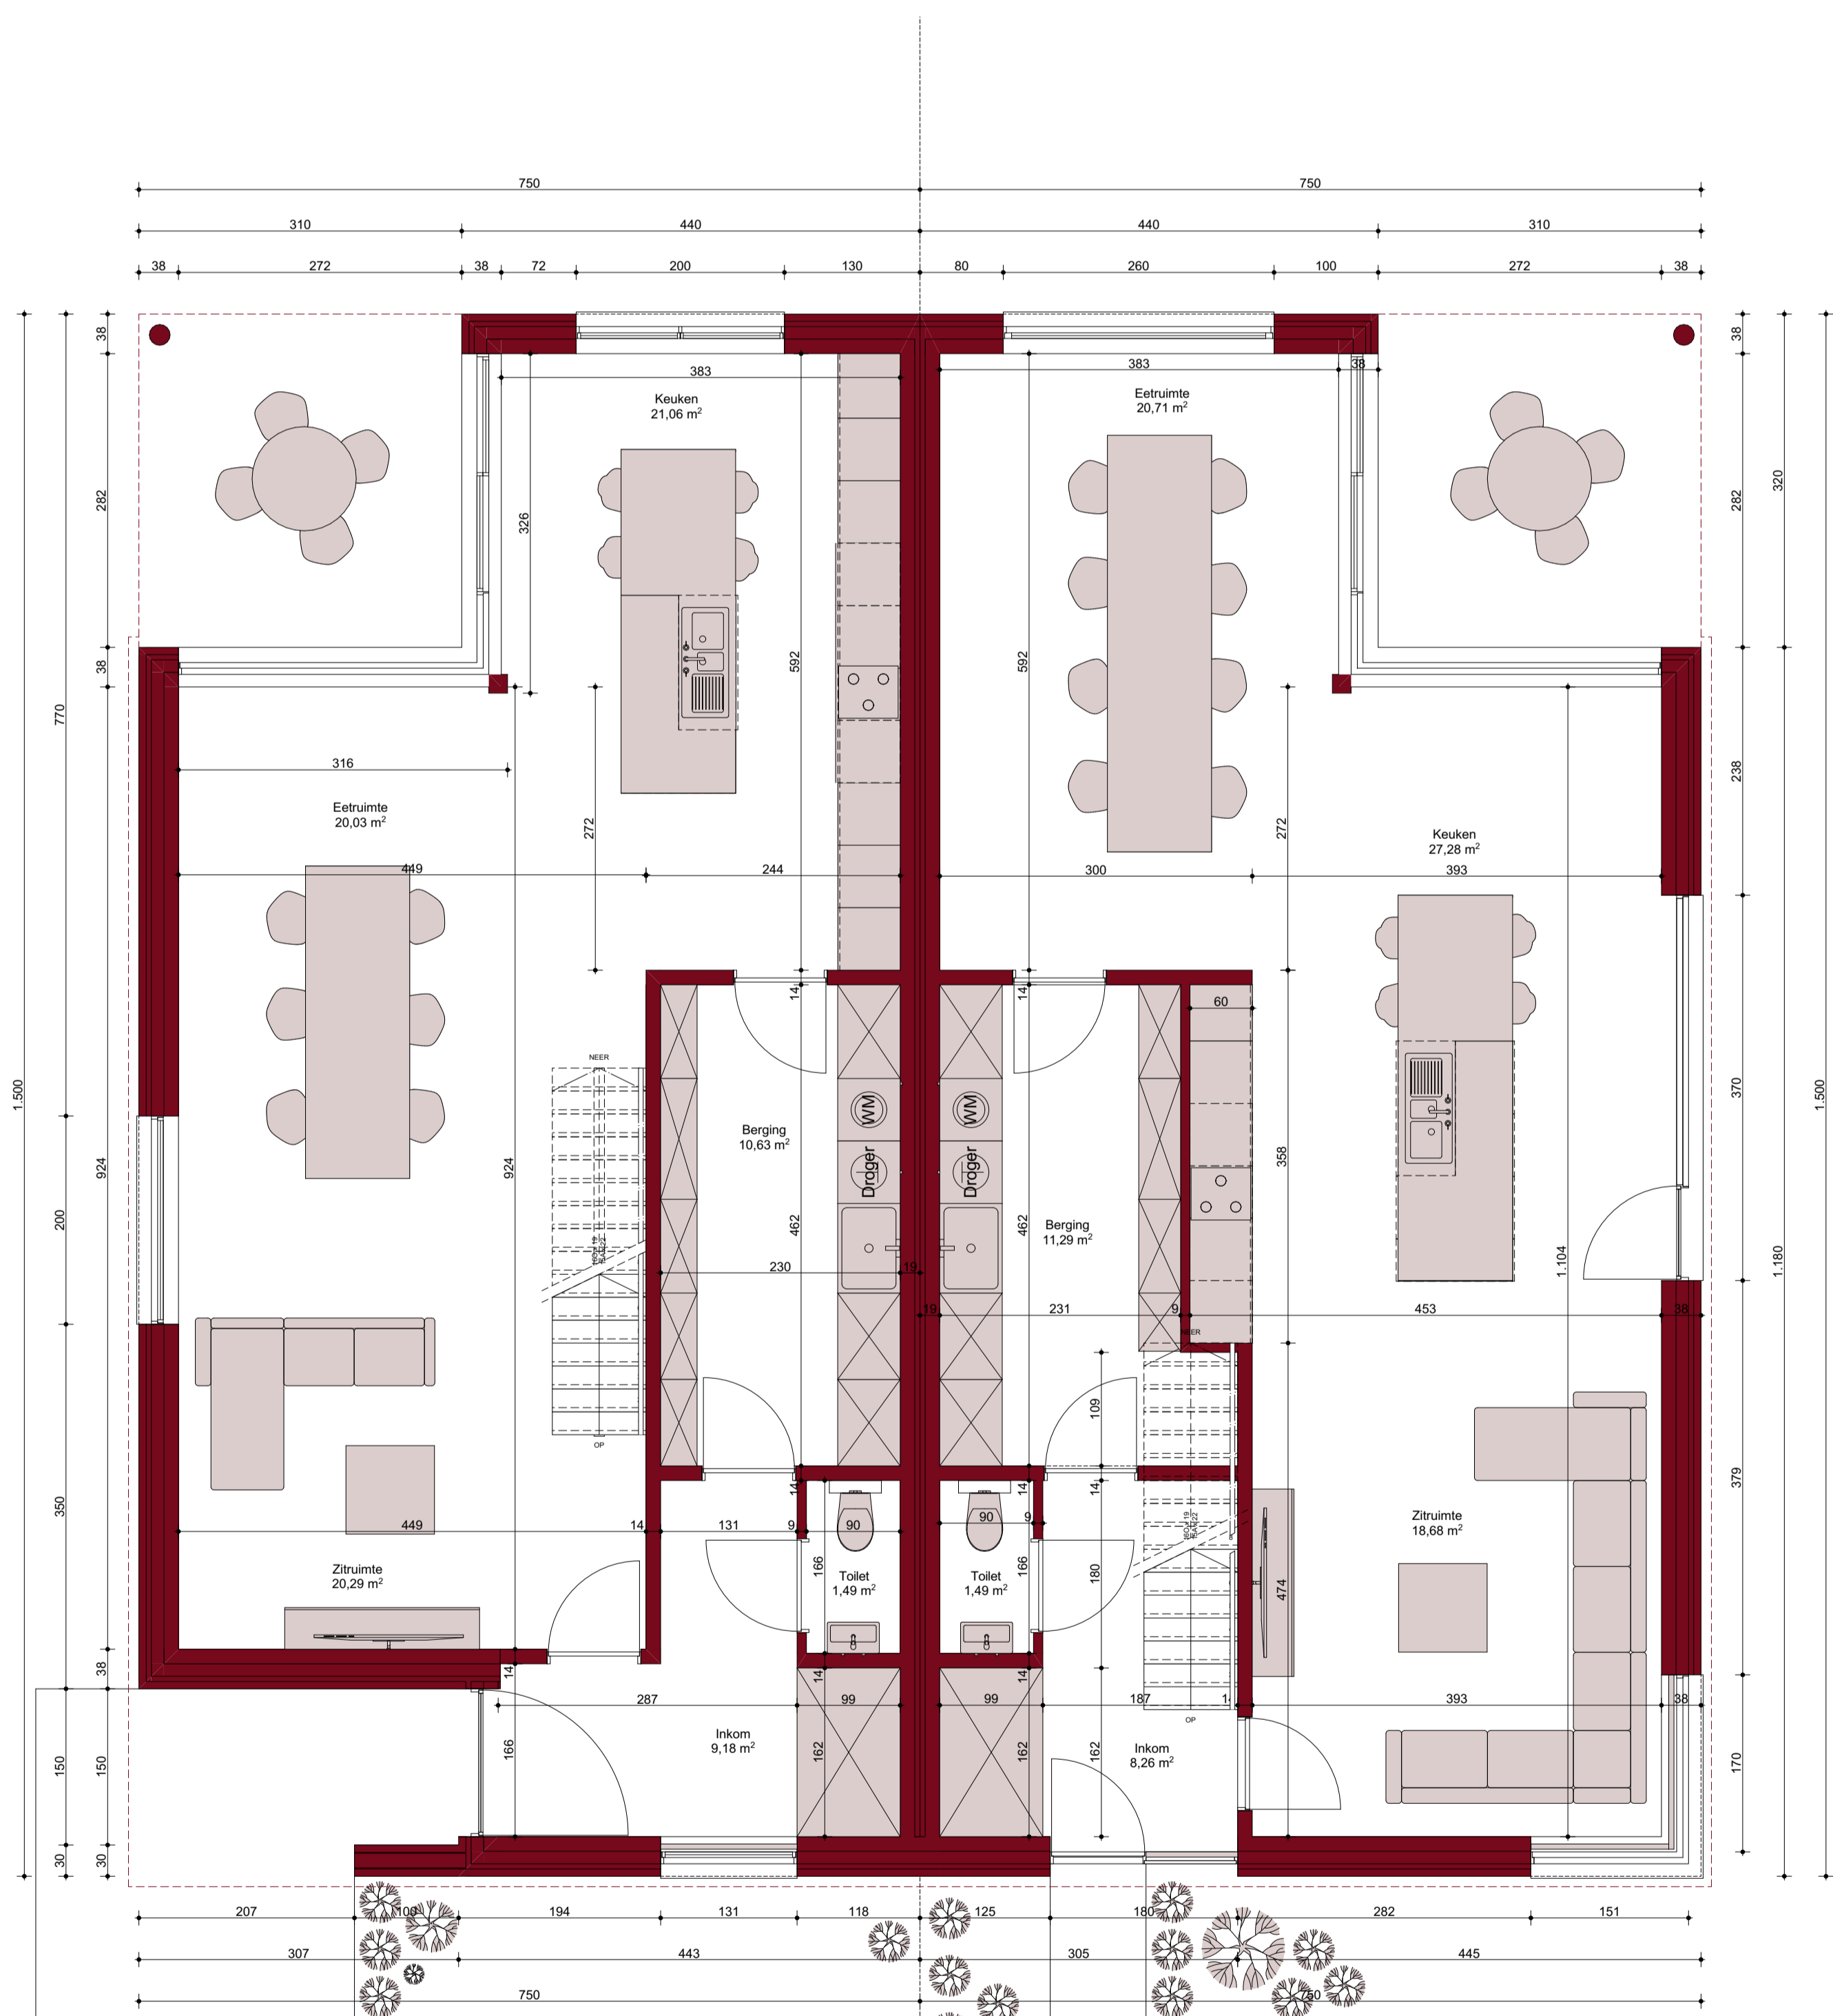 750 750
310 440 440 310
38 272 38 72 200 130 80 260 100 272 38
38 38
383 383 38
Keuken
21,06 m²
Eetruimte
20,71 m²
282 326 282 320
38 592 592
770 238
316
Eetruimte
20,03 m²
272 272
Keuken
27,28 m²
449 244 300 393
14 14
60
NEER
1.500 370 1.500
WM WM
Berging
10,63 m²
924 924 358
Droger Droger
200 462 462
Berging
11,29 m²
1.104 1.180
230 19
19 231 9 453 38
NEER
109
OP
350 379
14 14 14
449 14 131 9 90 90 9
Zitruimte
18,68 m²
166 166 180 474
Zitruimte
20,29 m²
Toilet
1,49 m²
Toilet
1,49 m²
38 14 14 14
287 99 99 187 14 393 38
OP
Inkom
9,18 m²
Inkom
8,26 m²
150 150 166 162 162 162 170
30 30
207 100 194 131 118 125 180 282 151
307 443 305 445
750 750